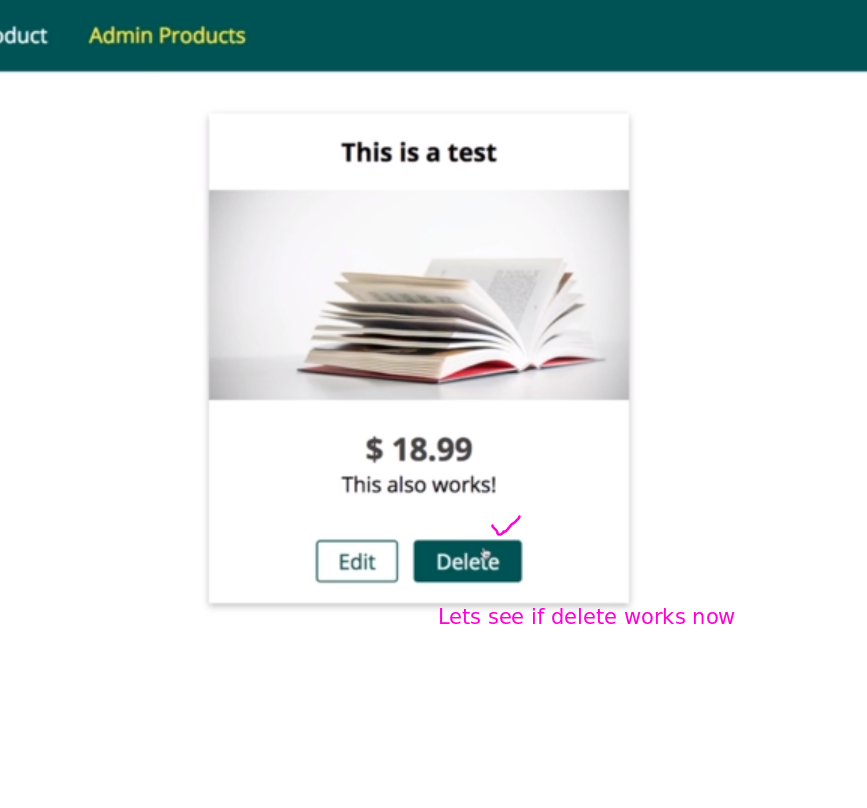 oduct Admin Products
This is a test
$ 18.99
This also works!
Edit Delete
Lets see if delete works now